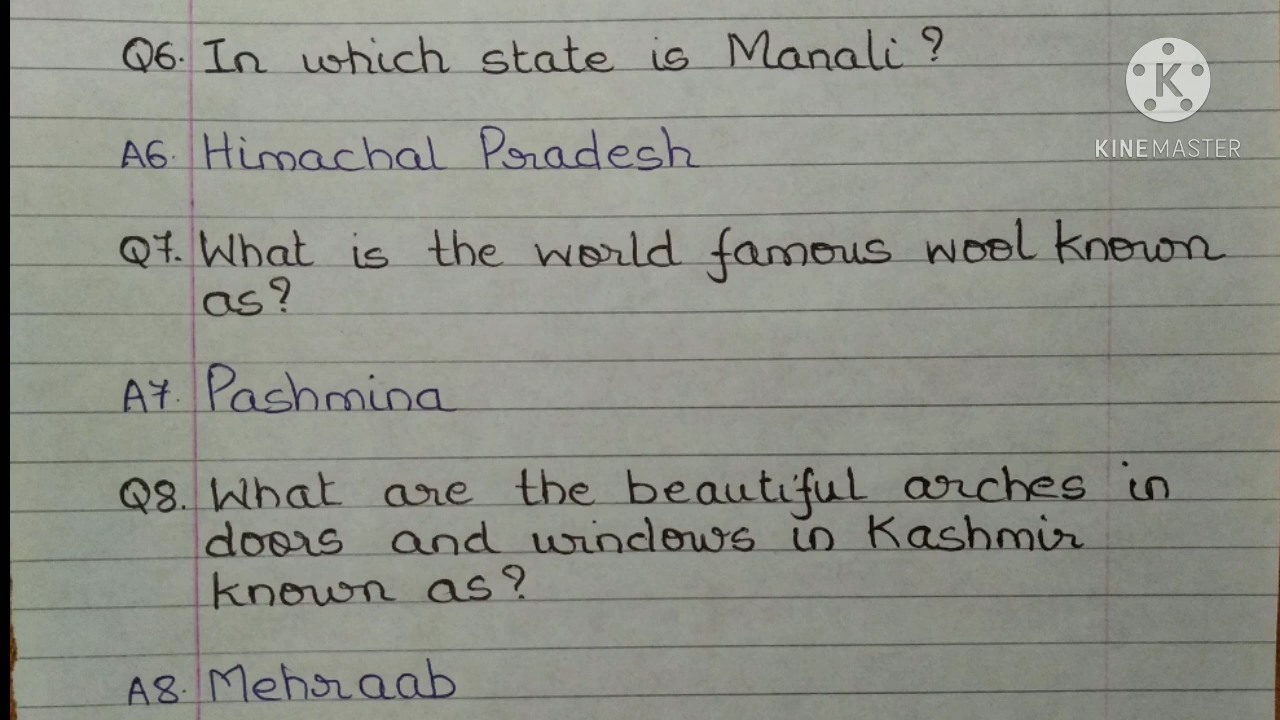 Q6. In which state is Manali?
K
KINEMASTER
A6. Himachal Pradesh
Q7. What is the world famous wool known
as?
A7. Pashmina
Q8. What are the beautiful arches in
doors and windows in Kashmir
known as?
A8. Mehraab